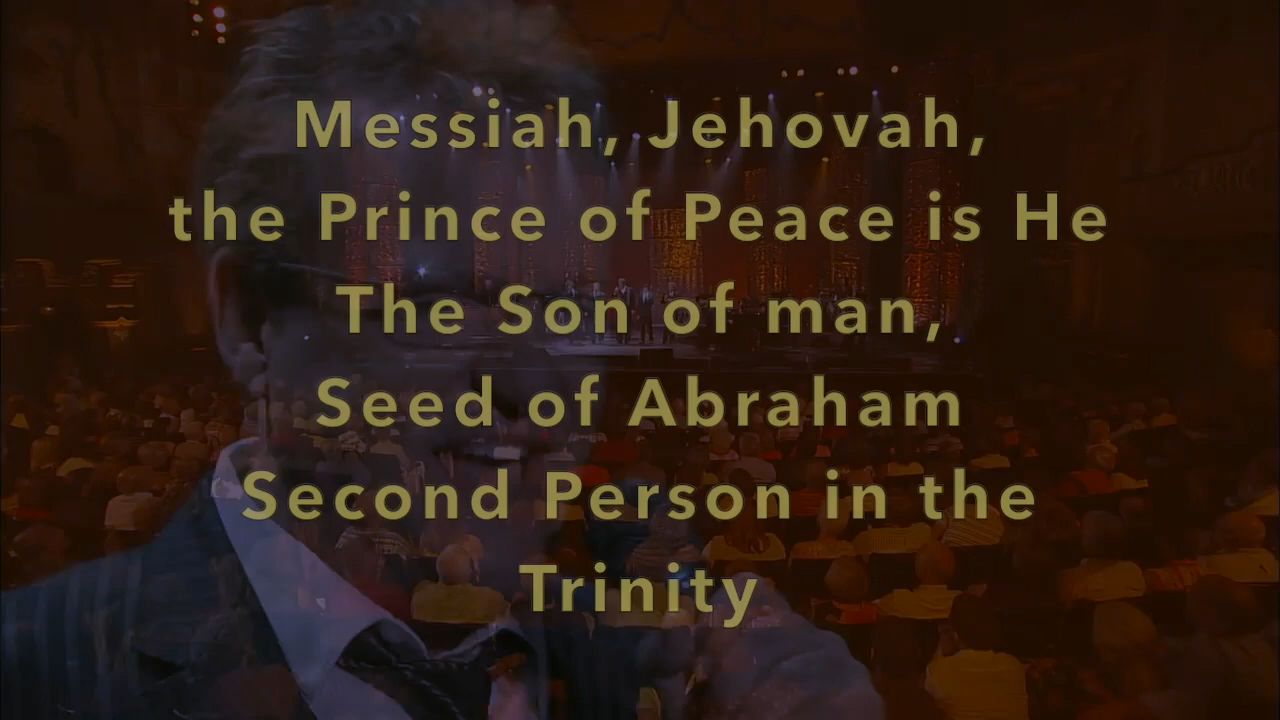 Messiah, Jehovah,
the Prince of Peace is He
The Son of man,
Seed of Abraham
Second Person in the
Trinity